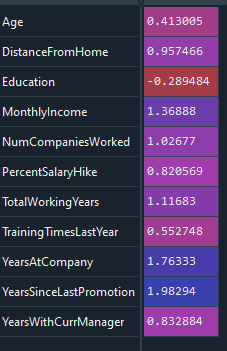 Age 0.413005
DistanceFromHome 0.957466
Education -0.289484
MonthlyIncome 1.36888
NumCompaniesWorked 1.02677
PercentSalaryHike 0.820569
TotalWorkingYears 1.11683
TrainingTimesLastYear 0.552748
YearsAtCompany 1.76333
YearsSinceLastPromotion 1.98294
YearsWithCurrManager 0.832884